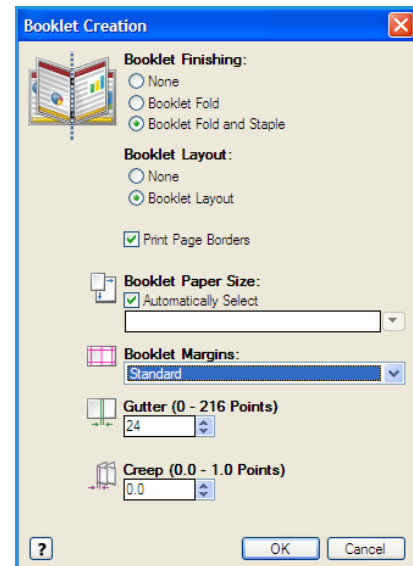 Booklet Creation
Booklet Finishing:
None
Booklet Fold
Booklet Fold and Staple
Booklet Layout:
None
Booklet Layout
Print Page Borders
Booklet Paper Size:
Automatically Select
Booklet Margins:
Standard
Gutter (0 - 216 Points)
24
Creep (0.0 - 1.0 Points)
0.0
?
OK Cancel